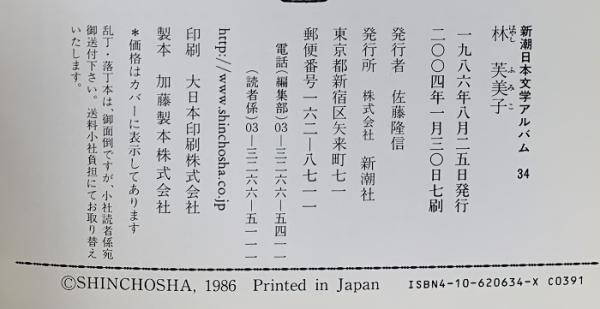 新潮日本文学アルバム 34
林 芙美子
はやし ふみこ
一九八六年八月二五日発行
二〇〇四年一月三〇日七刷
発行者 佐藤隆信
発行所 株式会社 新潮社
東京都新宿区矢来町七一
郵便番号一六二―八七一一
電話(編集部)03―三二六六―五四一一
(読者係)03―三二六六―五一一一
http://www.shinchosha.co.jp
印刷 大日本印刷株式会社
製本 加藤製本株式会社
*価格はカバーに表示してあります
乱丁・落丁本は、御面倒ですが、小社読者係宛
御送付下さい。送料小社負担にてお取り替え
いたします。
©SHINCHOSHA, 1986 Printed in Japan ISBN4-10-620634-X C0391